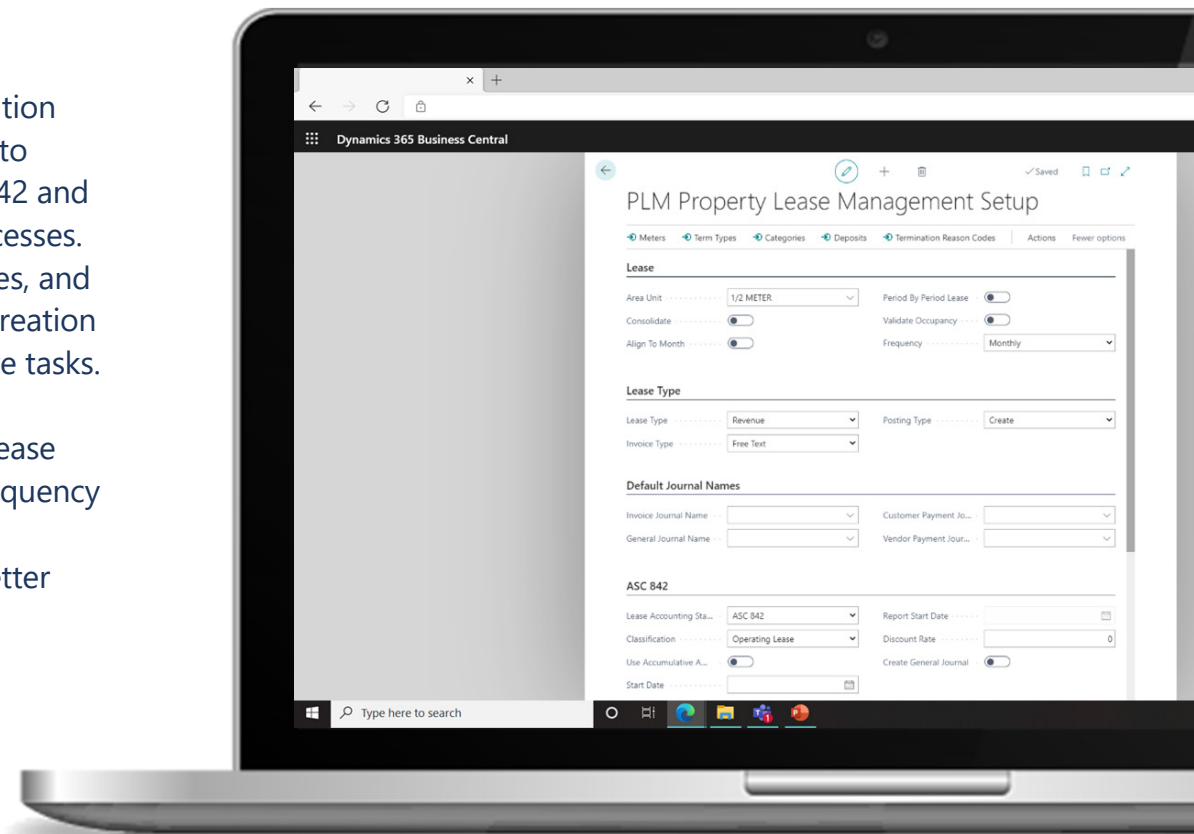 tion
to
42 and
cesses.
es, and
reation
e tasks.
ease
quency
tter
Dynamics 365 Business Central
Saved
PLM Property Lease Management Setup
Meters Term Types Categories Deposits Termination Reason Codes Actions Fewer options
Lease
Area Unit 1/2 METER Period By Period Lease
Consolidate Validate Occupancy
Align To Month Frequency Monthly
Lease Type
Lease Type Revenue Posting Type Create
Invoice Type Free Text
Default Journal Names
Invoice Journal Name Customer Payment Jo...
General Journal Name Vendor Payment Jour...
ASC 842
Lease Accounting Sta... ASC 842 Report Start Date
Classification Operating Lease Discount Rate 0
Use Accumulative A... Create General Journal
Start Date
Type here to search